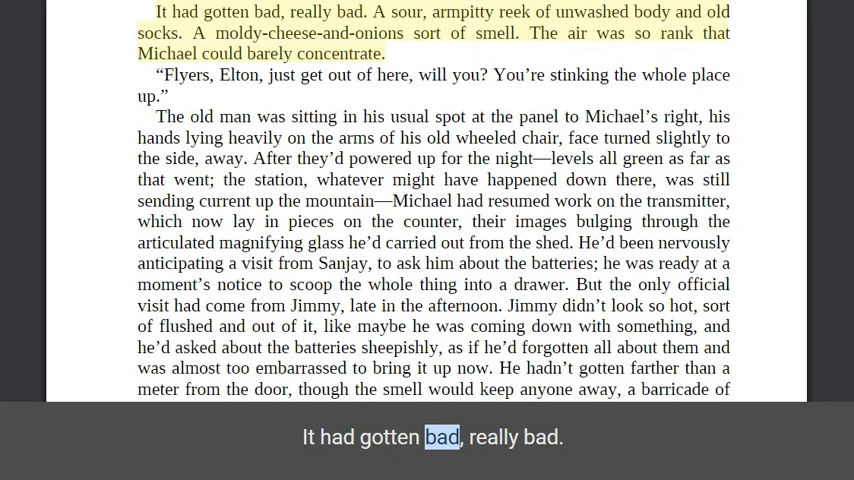 It had gotten bad, really bad. A sour, armpitty reek of unwashed body and old
socks. A moldy-cheese-and-onions sort of smell. The air was so rank that
Michael could barely concentrate.
“Flyers, Elton, just get out of here, will you? You’re stinking the whole place
up.”
The old man was sitting in his usual spot at the panel to Michael’s right, his
hands lying heavily on the arms of his old wheeled chair, face turned slightly to
the side, away. After they’d powered up for the night—levels all green as far as
that went; the station, whatever might have happened down there, was still
sending current up the mountain—Michael had resumed work on the transmitter,
which now lay in pieces on the counter, their images bulging through the
articulated magnifying glass he’d carried out from the shed. He’d been nervously
anticipating a visit from Sanjay, to ask him about the batteries; he was ready at a
moment’s notice to scoop the whole thing into a drawer. But the only official
visit had come from Jimmy, late in the afternoon. Jimmy didn’t look so hot, sort
of flushed and out of it, like maybe he was coming down with something, and
he’d asked about the batteries sheepishly, as if he’d forgotten all about them and
was almost too embarrassed to bring it up now. He hadn’t gotten farther than a
meter from the door, though the smell would keep anyone away, a barricade of
It had gotten bad, really bad.